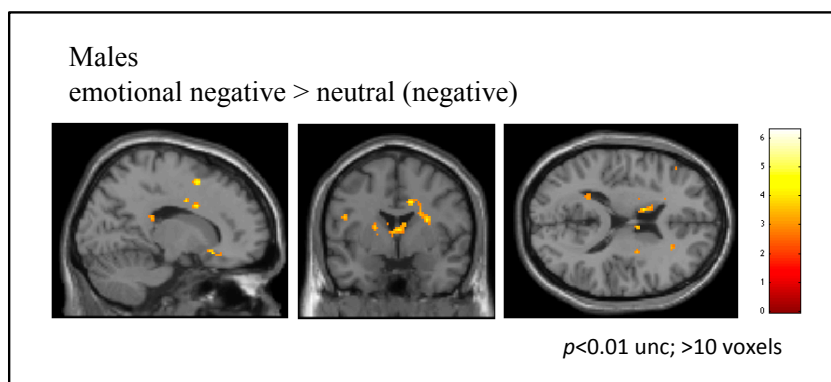 Males
emotional negative > neutral (negative)
6
5
4
3
2
1
0
p<0.01 unc; >10 voxels